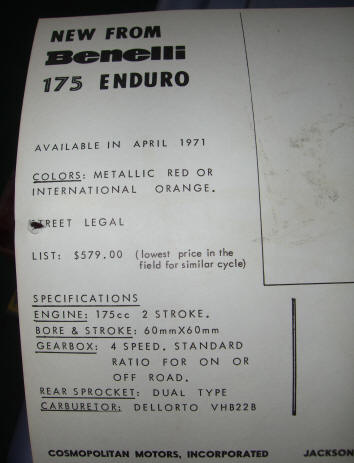 NEW FROM
Benelli
175 ENDURO
AVAILABLE IN APRIL 1971
COLORS: METALLIC RED OR
INTERNATIONAL ORANGE.
STREET LEGAL
LIST: $579.00 (lowest price in the
field for similar cycle)
SPECIFICATIONS
ENGINE: 175cc 2 STROKE.
BORE & STROKE: 60mmX60mm
GEARBOX: 4 SPEED. STANDARD
RATIO FOR ON OR
OFF ROAD.
REAR SPROCKET: DUAL TYPE
CARBURETOR: DELLORTO VHB22B
COSMOPOLITAN MOTORS, INCORPORATED JACKSON